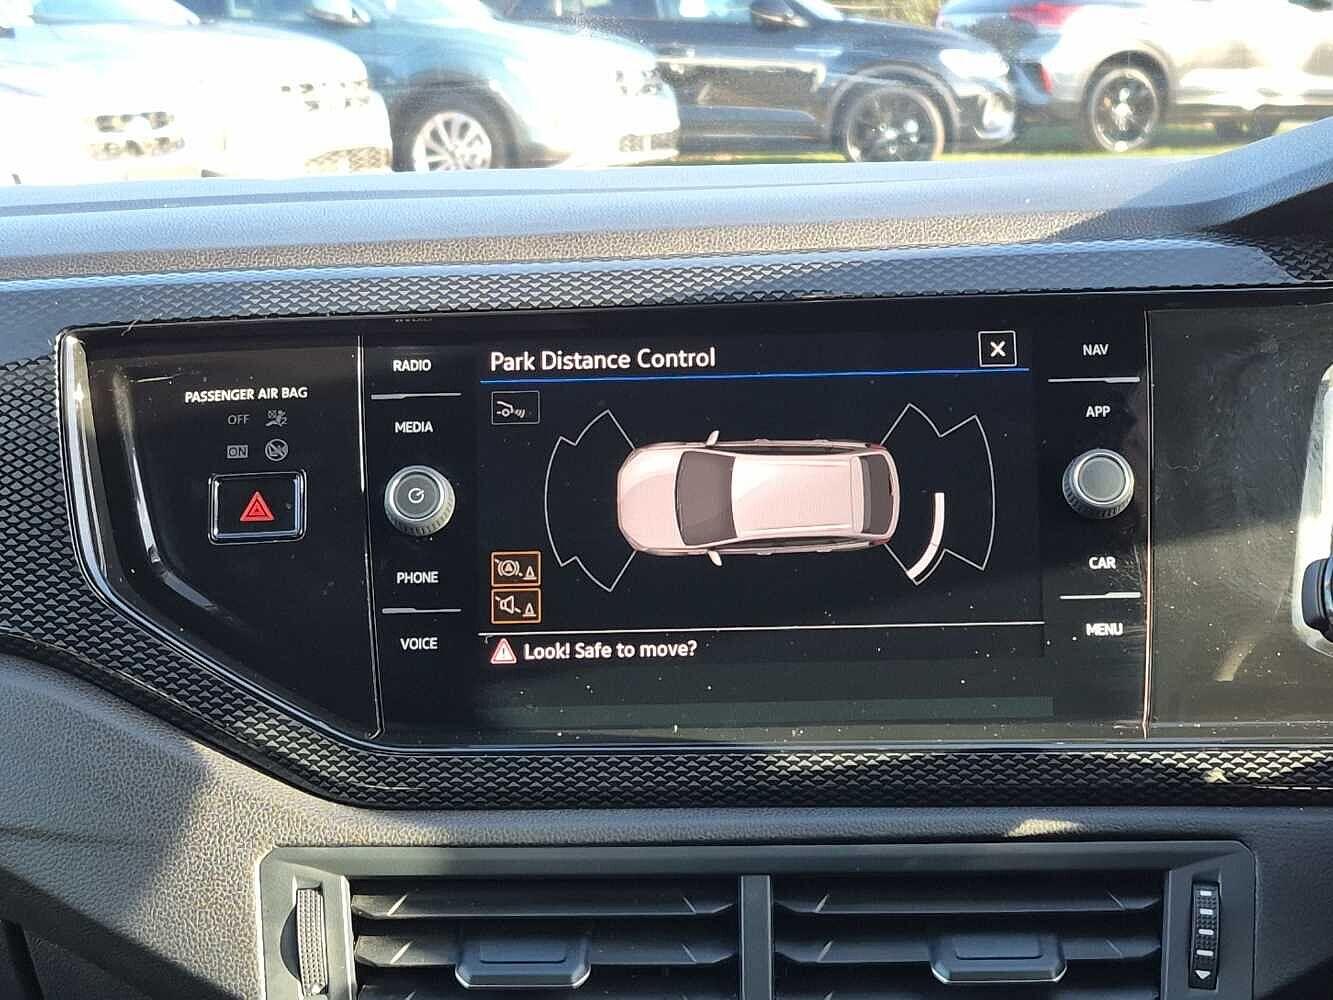 PASSENGER AIR BAG
OFF
ON
RADIO
MEDIA
PHONE
VOICE
Park Distance Control
Look! Safe to move?
NAV
APP
CAR
MENU